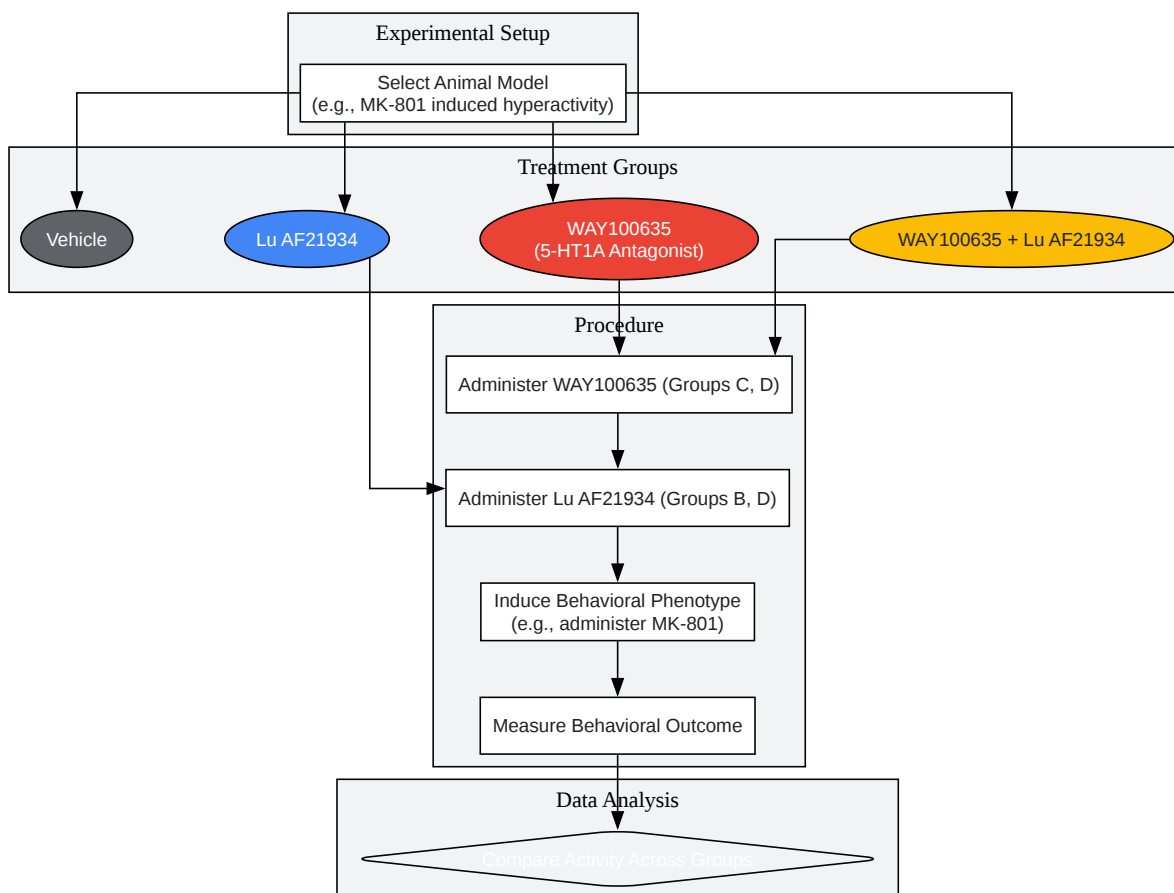 Experimental Setup
Select Animal Model
(e.g., MK-801 induced hyperactivity)
Treatment Groups
Vehicle
Lu AF21934
WAY100635
(5-HT1A Antagonist)
WAY100635 + Lu AF21934
Procedure
Administer WAY100635 (Groups C, D)
Administer Lu AF21934 (Groups B, D)
Induce Behavioral Phenotype
(e.g., administer MK-801)
Measure Behavioral Outcome
Data Analysis
Compare Activity Across Groups